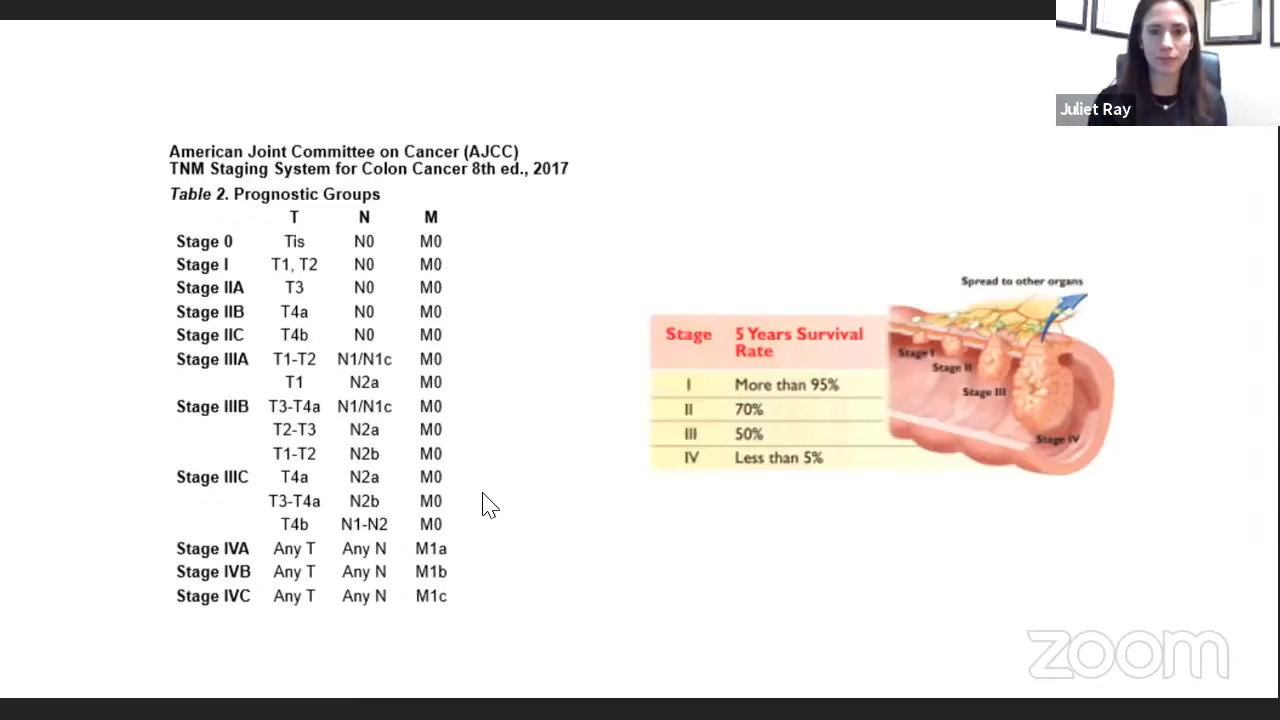 Juliet Ray
American Joint Committee on Cancer (AJCC)
TNM Staging System for Colon Cancer 8th ed., 2017
Table 2. Prognostic Groups
T N M
Stage 0 Tis N0 M0
Stage I T1, T2 N0 M0
Stage IIA T3 N0 M0
Stage IIB T4a N0 M0
Stage IIC T4b N0 M0
Stage IIIA T1-T2 N1/N1c M0
T1 N2a M0
Stage IIIB T3-T4a N1/N1c M0
T2-T3 N2a M0
T1-T2 N2b M0
Stage IIIC T4a N2a M0
T3-T4a N2b M0
T4b N1-N2 M0
Stage IVA Any T Any N M1a
Stage IVB Any T Any N M1b
Stage IVC Any T Any N M1c
Stage 5 Years Survival
Rate
I More than 95%
II 70%
III 50%
IV Less than 5%
Spread to other organs
Stage I
Stage II
Stage III
Stage IV
zoom